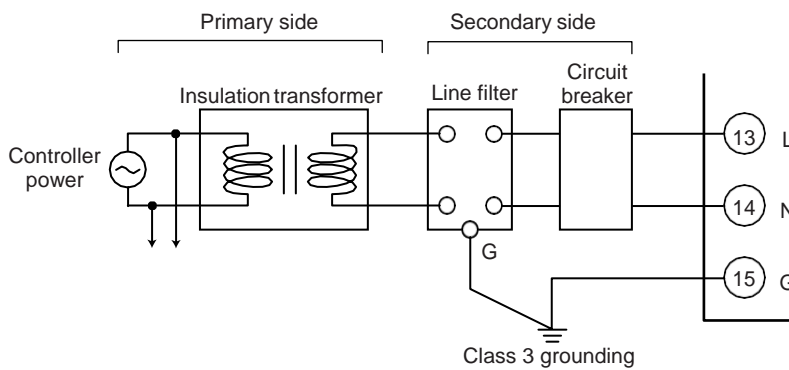 Primary side
Secondary side
Insulation transformer
Line filter
Circuit
breaker
Controller
power
13
L
14
N
G
15
G
Class 3 grounding